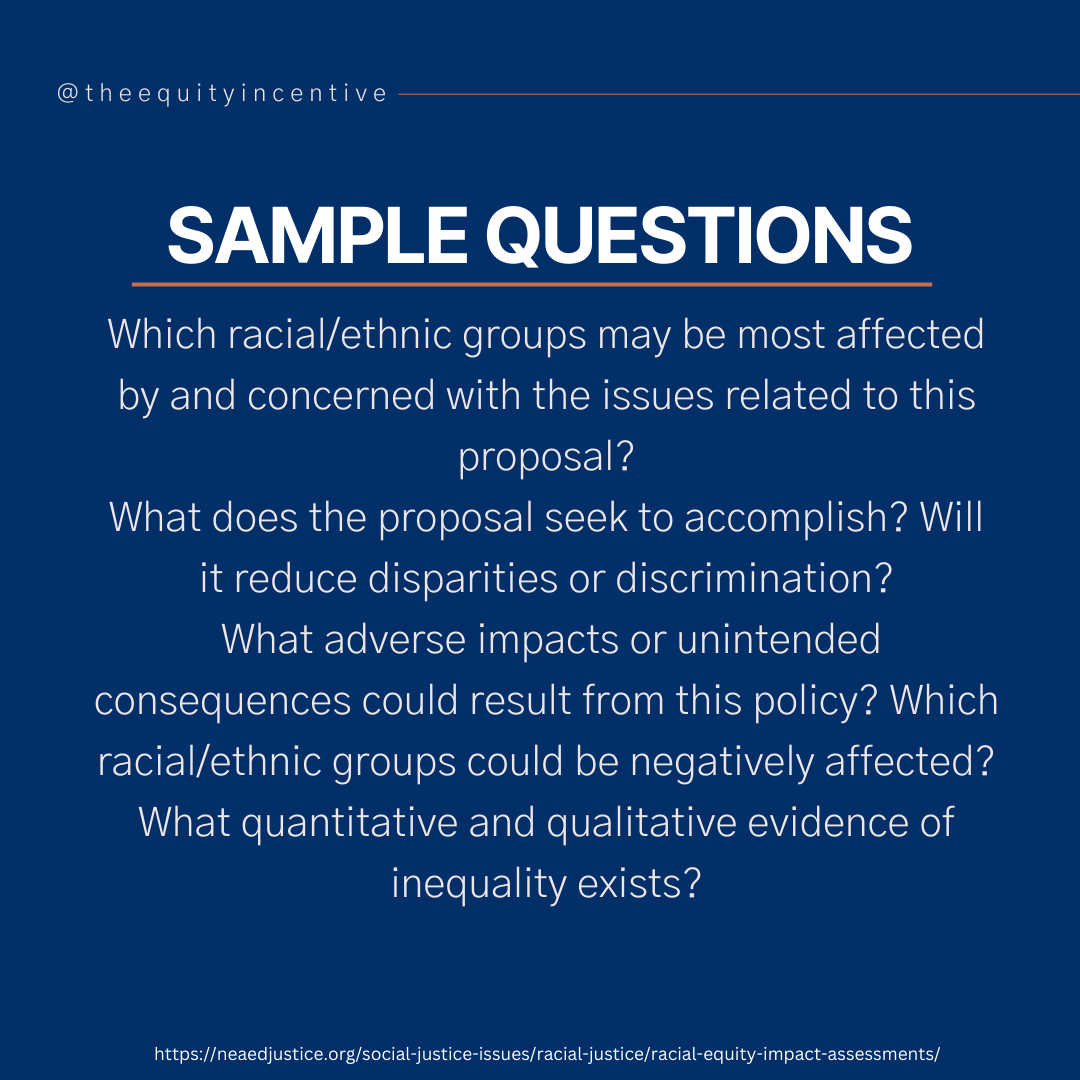 @theequityincentive
SAMPLE QUESTIONS
Which racial/ethnic groups may be most affected
by and concerned with the issues related to this
proposal?
What does the proposal seek to accomplish? Will
it reduce disparities or discrimination?
What adverse impacts or unintended
consequences could result from this policy? Which
racial/ethnic groups could be negatively affected?
What quantitative and qualitative evidence of
inequality exists?
https://neaedjustice.org/social-justice-issues/racial-justice/racial-equity-impact-assessments/